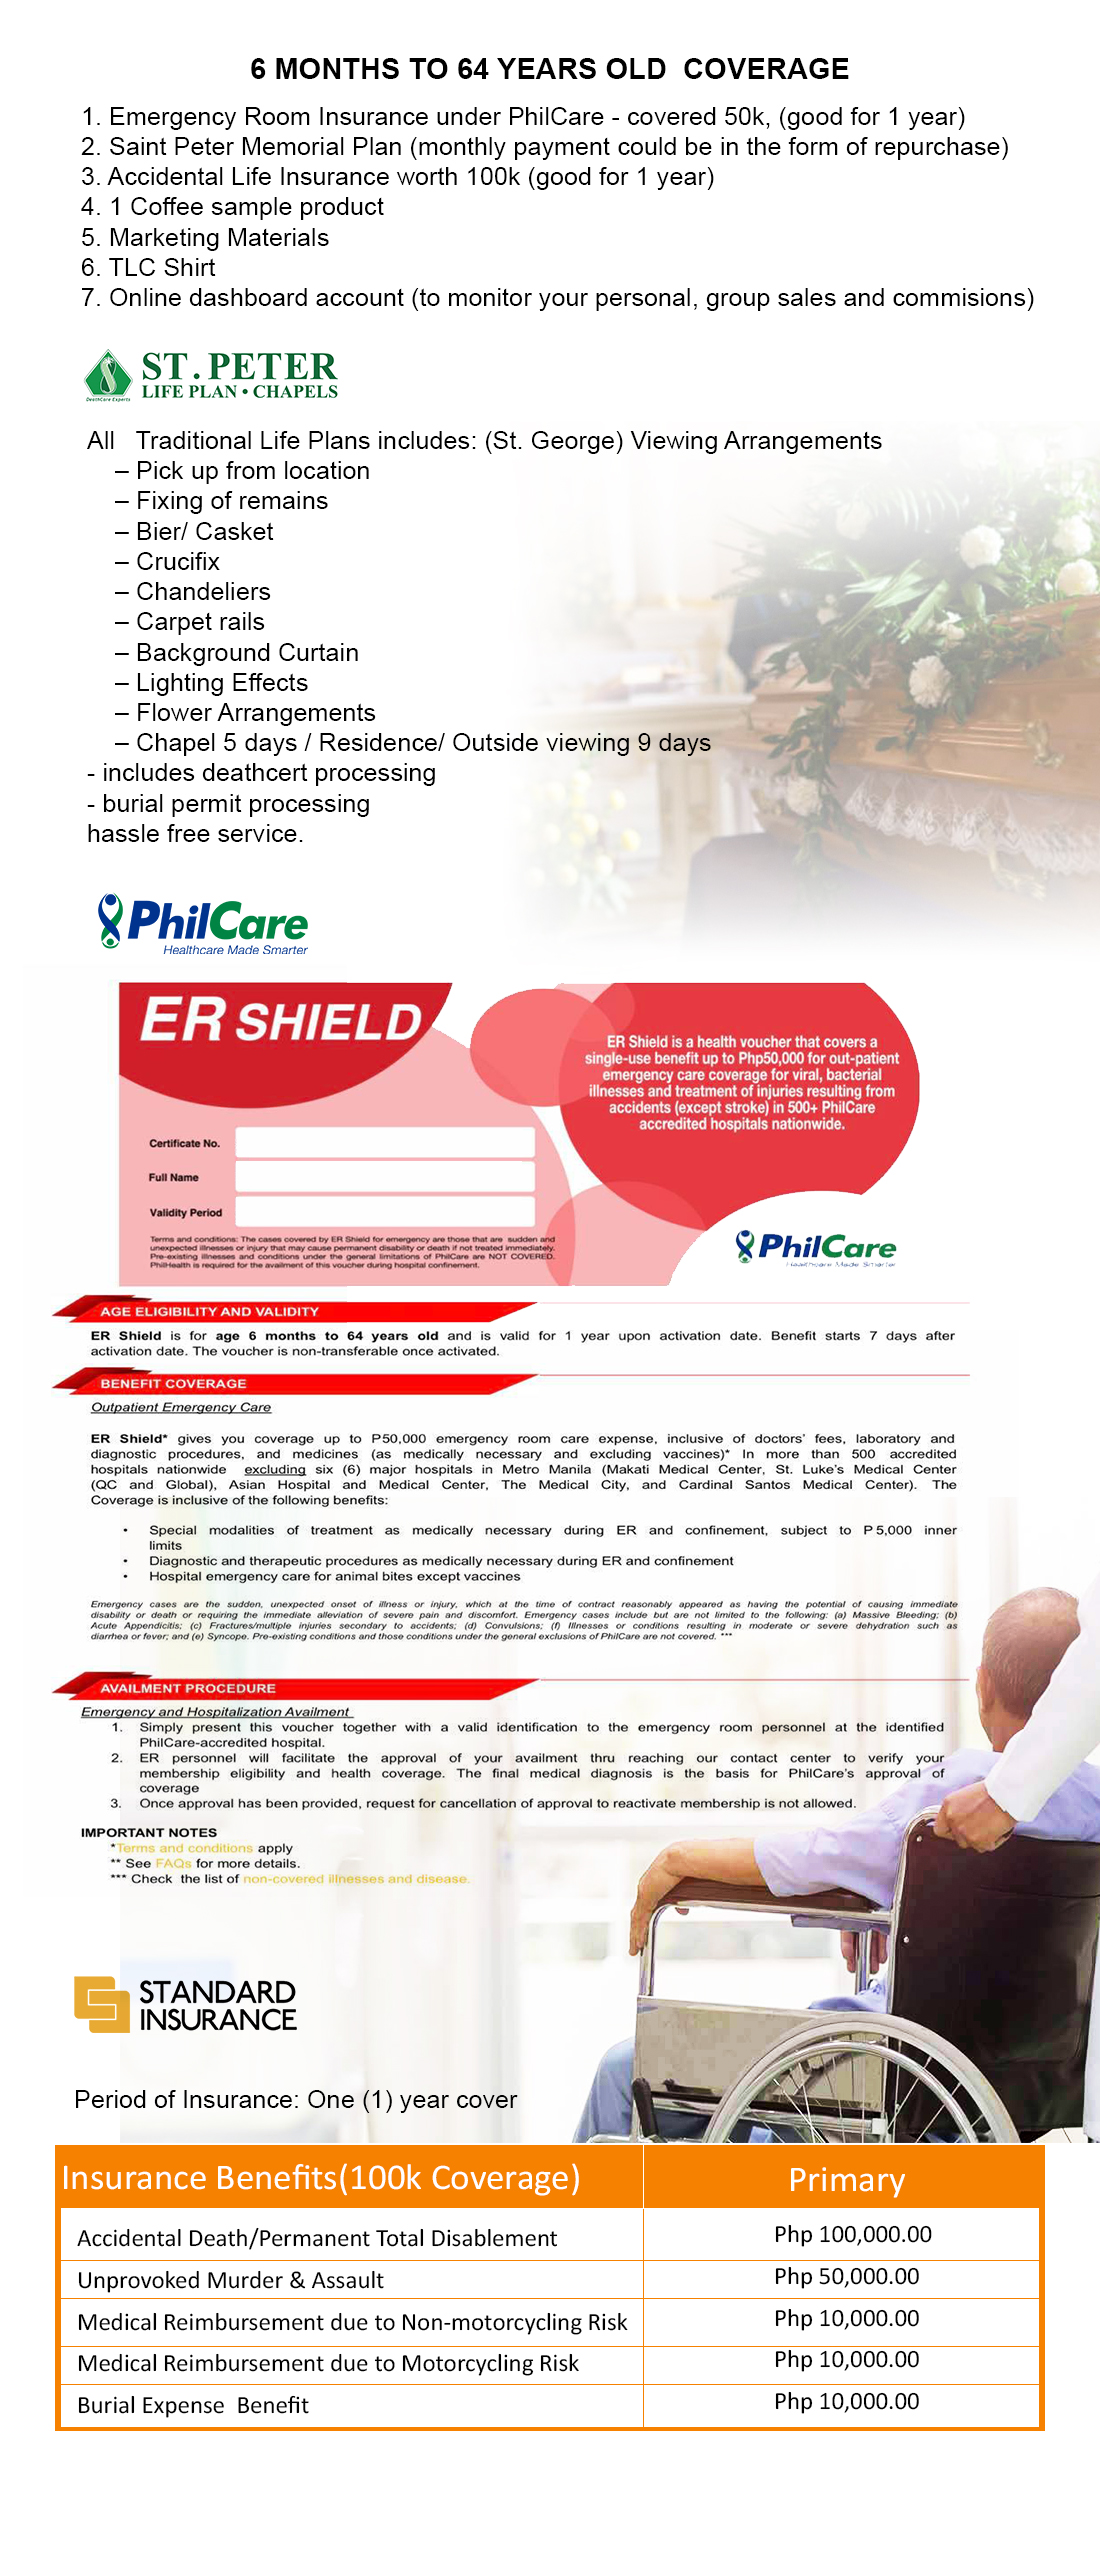 6 MONTHS TO 64 YEARS OLD COVERAGE
1. Emergency Room Insurance under PhilCare - covered 50k, (good for 1 year)
2. Saint Peter Memorial Plan (monthly payment could be in the form of repurchase)
3. Accidental Life Insurance worth 100k (good for 1 year)
4. 1 Coffee sample product
5. Marketing Materials
6. TLC Shirt
7. Online dashboard account (to monitor your personal, group sales and commisions)
ST. PETER
LIFE PLAN • CHAPELS
DeathCare Experts
All Traditional Life Plans includes: (St. George) Viewing Arrangements
– Pick up from location
– Fixing of remains
– Bier/ Casket
– Crucifix
– Chandeliers
– Carpet rails
– Background Curtain
– Lighting Effects
– Flower Arrangements
– Chapel 5 days / Residence/ Outside viewing 9 days
- includes deathcert processing
- burial permit processing
hassle free service.
PhilCare
Healthcare Made Smarter
ER SHIELD
ER Shield is a health voucher that covers a
single-use benefit up to Php50,000 for out-patient
emergency care coverage for viral, bacterial
illnesses and treatment of injuries resulting from
accidents (except stroke) in 500+ PhilCare
accredited hospitals nationwide.
Certificate No.
Full Name
Validity Period
Terms and conditions: The cases covered by ER Shield for emergency are those that are sudden and
unexpected illnesses or injury that may cause permanent disability or death if not treated immediately.
Pre-existing illnesses and conditions under the general limitations of PhilCare are NOT COVERED.
PhilHealth is required for the availment of this voucher during hospital confinement.
PhilCare
Healthcare Made Smarter
AGE ELIGIBILITY AND VALIDITY
ER Shield is for age 6 months to 64 years old and is valid for 1 year upon activation date. Benefit starts 7 days after
activation date. The voucher is non-transferable once activated.
BENEFIT COVERAGE
Outpatient Emergency Care
ER Shield* gives you coverage up to P50,000 emergency room care expense, inclusive of doctors' fees, laboratory and
diagnostic procedures, and medicines (as medically necessary and excluding vaccines)* In more than 500 accredited
hospitals nationwide excluding six (6) major hospitals in Metro Manila (Makati Medical Center, St. Luke's Medical Center
(QC and Global), Asian Hospital and Medical Center, The Medical City, and Cardinal Santos Medical Center). The
Coverage is inclusive of the following benefits:
• Special modalities of treatment as medically necessary during ER and confinement, subject to P 5,000 inner
limits
• Diagnostic and therapeutic procedures as medically necessary during ER and confinement
• Hospital emergency care for animal bites except vaccines
Emergency cases are the sudden, unexpected onset of illness or injury, which at the time of contract reasonably appeared as having the potential of causing immediate
disability or death or requiring the immediate alleviation of severe pain and discomfort. Emergency cases include but are not limited to the following: (a) Massive Bleeding; (b)
Acute Appendicitis; (c) Fractures/multiple injuries secondary to accidents; (d) Convulsions; (f) Illnesses or conditions resulting in moderate or severe dehydration such as
diarrhea or fever; and (e) Syncope. Pre-existing conditions and those conditions under the general exclusions of PhilCare are not covered. ***
AVAILMENT PROCEDURE
Emergency and Hospitalization Availment
1. Simply present this voucher together with a valid identification to the emergency room personnel at the identified
PhilCare-accredited hospital.
2. ER personnel will facilitate the approval of your availment thru reaching our contact center to verify your
membership eligibility and health coverage. The final medical diagnosis is the basis for PhilCare's approval of
coverage
3. Once approval has been provided, request for cancellation of approval to reactivate membership is not allowed.
IMPORTANT NOTES
*Terms and conditions apply
** See FAQs for more details.
*** Check the list of non-covered illnesses and disease.
STANDARD
INSURANCE
Period of Insurance: One (1) year cover
Insurance Benefits(100k Coverage) Primary
Accidental Death/Permanent Total Disablement Php 100,000.00
Unprovoked Murder & Assault Php 50,000.00
Medical Reimbursement due to Non-motorcycling Risk Php 10,000.00
Medical Reimbursement due to Motorcycling Risk Php 10,000.00
Burial Expense Benefit Php 10,000.00